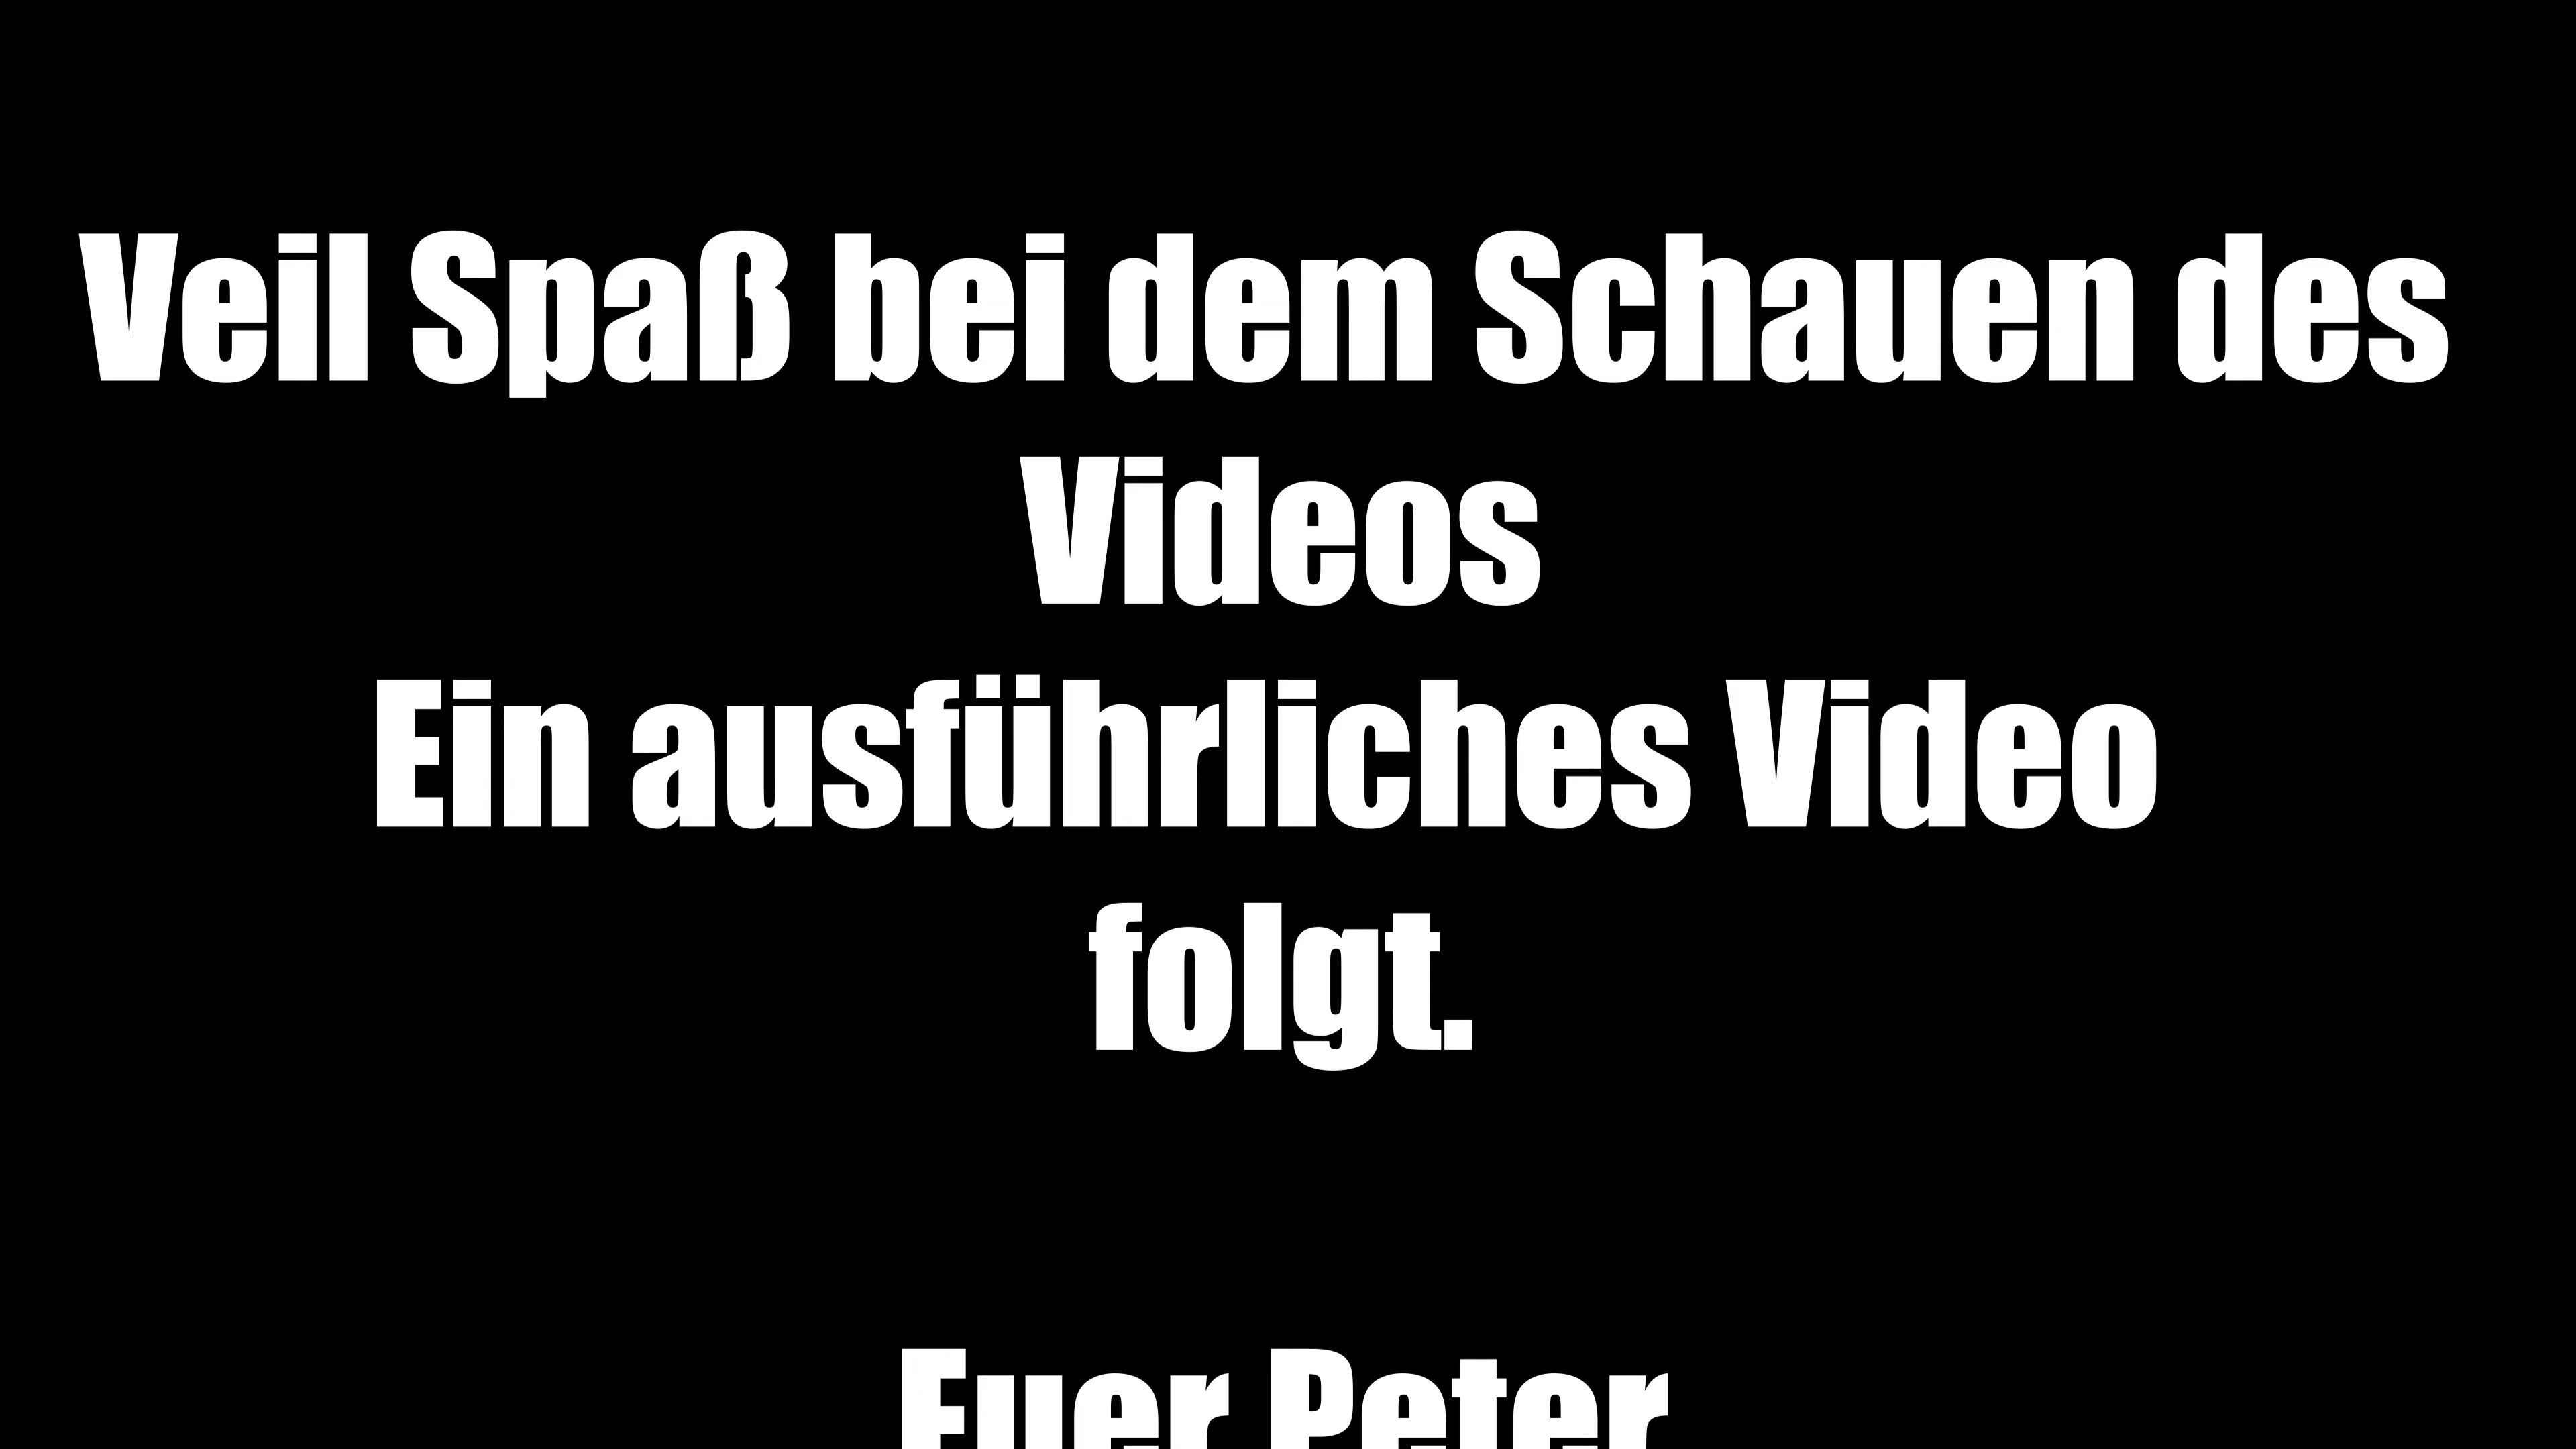 Veil Spaß bei dem Schauen des
Videos
Ein ausführliches Video
folgt.
Euer Peter